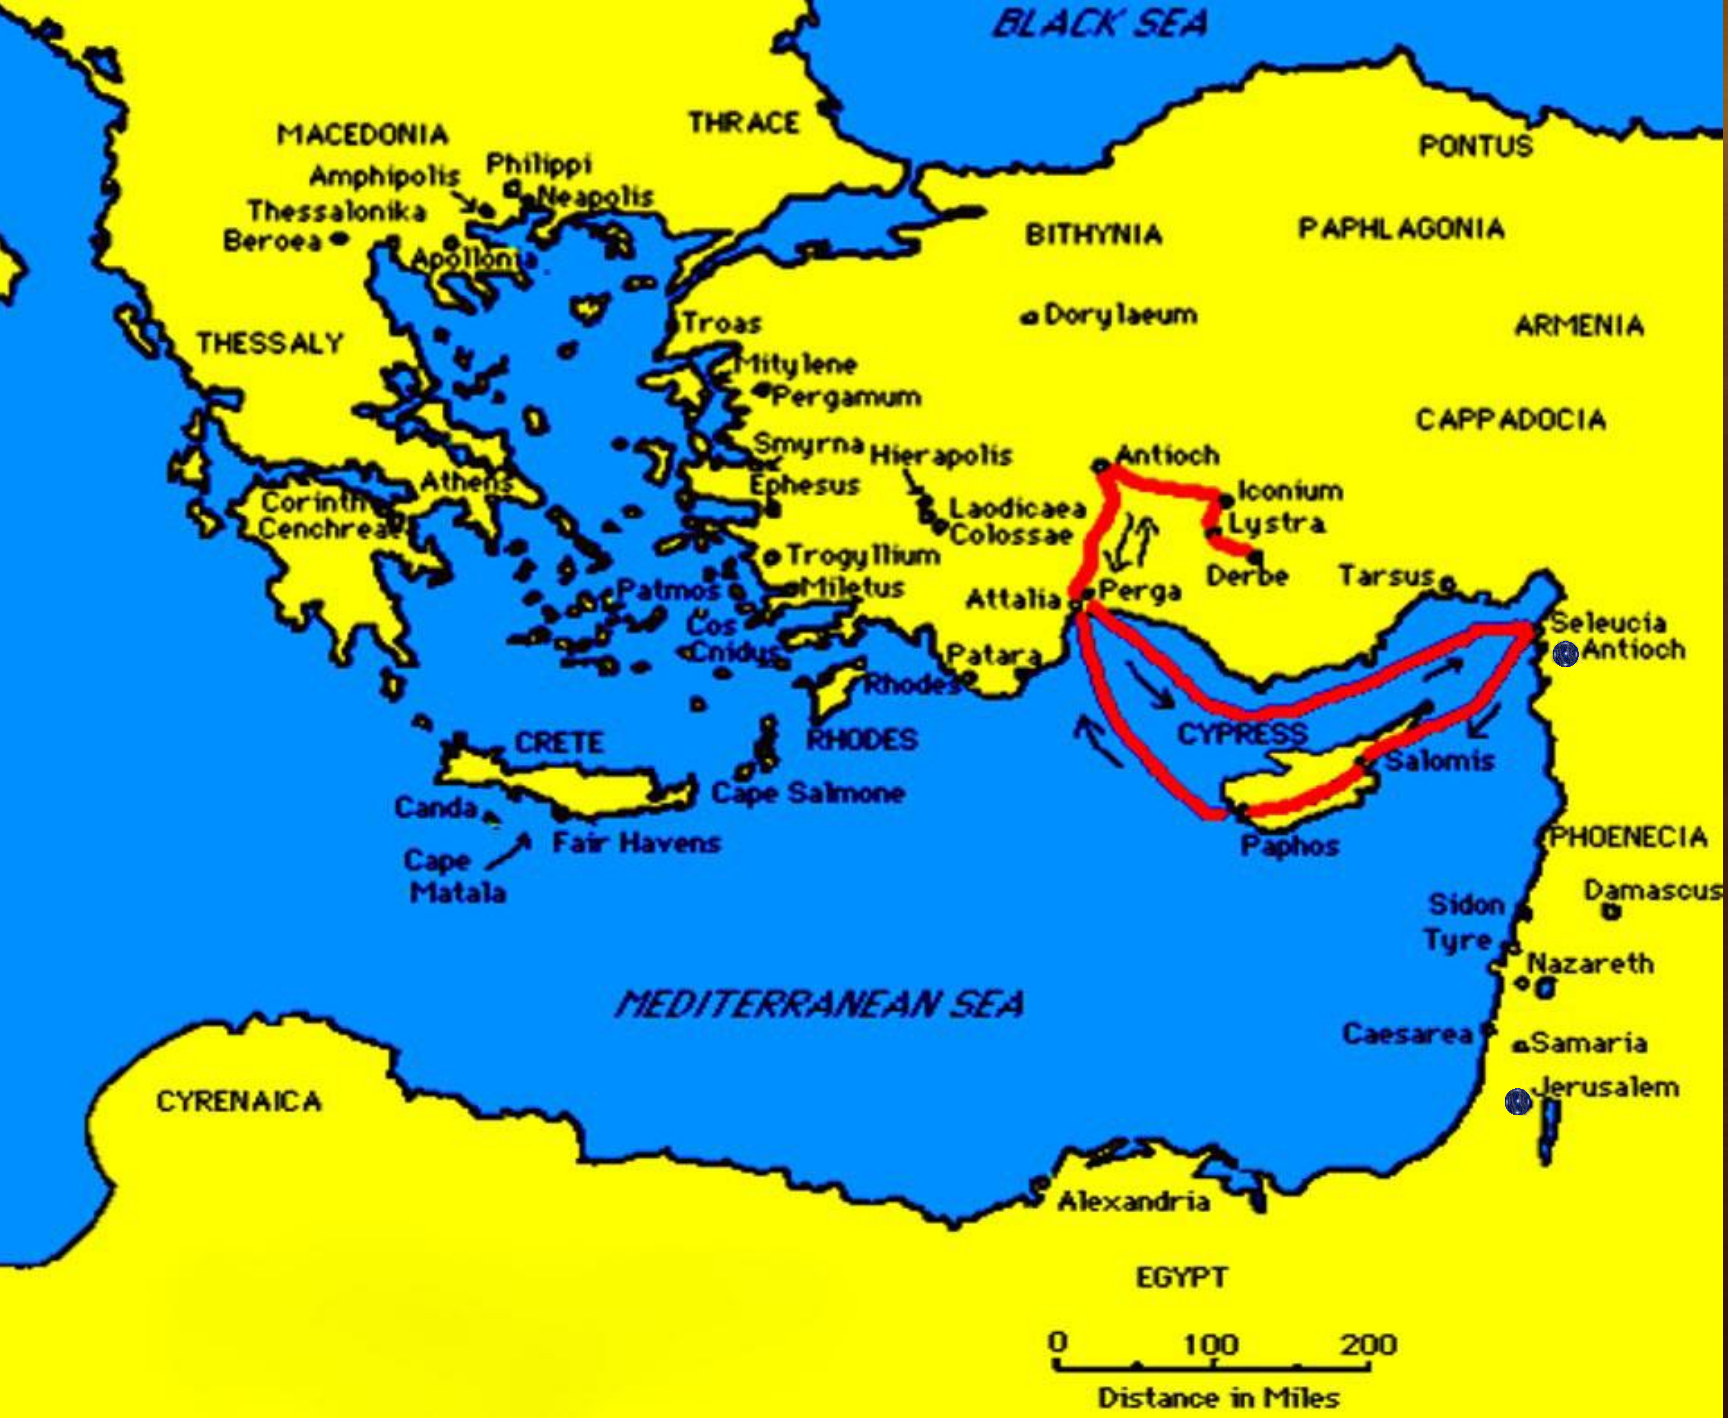 BLACK SEA
THRACE
MACEDONIA
PONTUS
Philippi
Amphipolis
Neapolis
Thessalonika
Beroea
Apollonia
BITHYNIA
PAPHLAGONIA
Dorylaeum
Troas
ARMENIA
THESSALY
Mitylene
Pergamum
CAPPADOCIA
Smyrna
Hierapolis
Antioch
Athens
Ephesus
Iconium
Corinth
Laodicaea
Lystra
Cenchreae
Colossae
Trogyllium
Derbe
Tarsus
Patmos
Miletus
Attalia
Perga
Cos
Seleucia
Cnidus
Patara
Antioch
Rhodes
CRETE
RHODES
CYPRESS
Salomis
Canda
Cape Salmone
Fair Havens
Paphos
PHOENECIA
Cape
Matala
Damascus
Sidon
Tyre
Nazareth
MEDITERRANEAN SEA
Caesarea
Samaria
CYRENAICA
Jerusalem
Alexandria
EGYPT
0 100 200
Distance in Miles